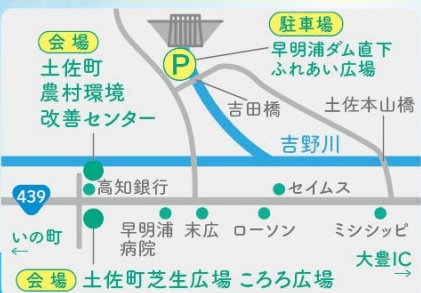 会場
土佐町
農村環境
改善センター
駐車場
早明浦ダム直下
ふれあい広場
P
吉田橋
土佐本山橋
吉野川
439
高知銀行
セイムス
いの町
早明浦
病院
末広
ローソン
ミシシッピ
大豊IC
会場 土佐町芝生広場 ころろ広場